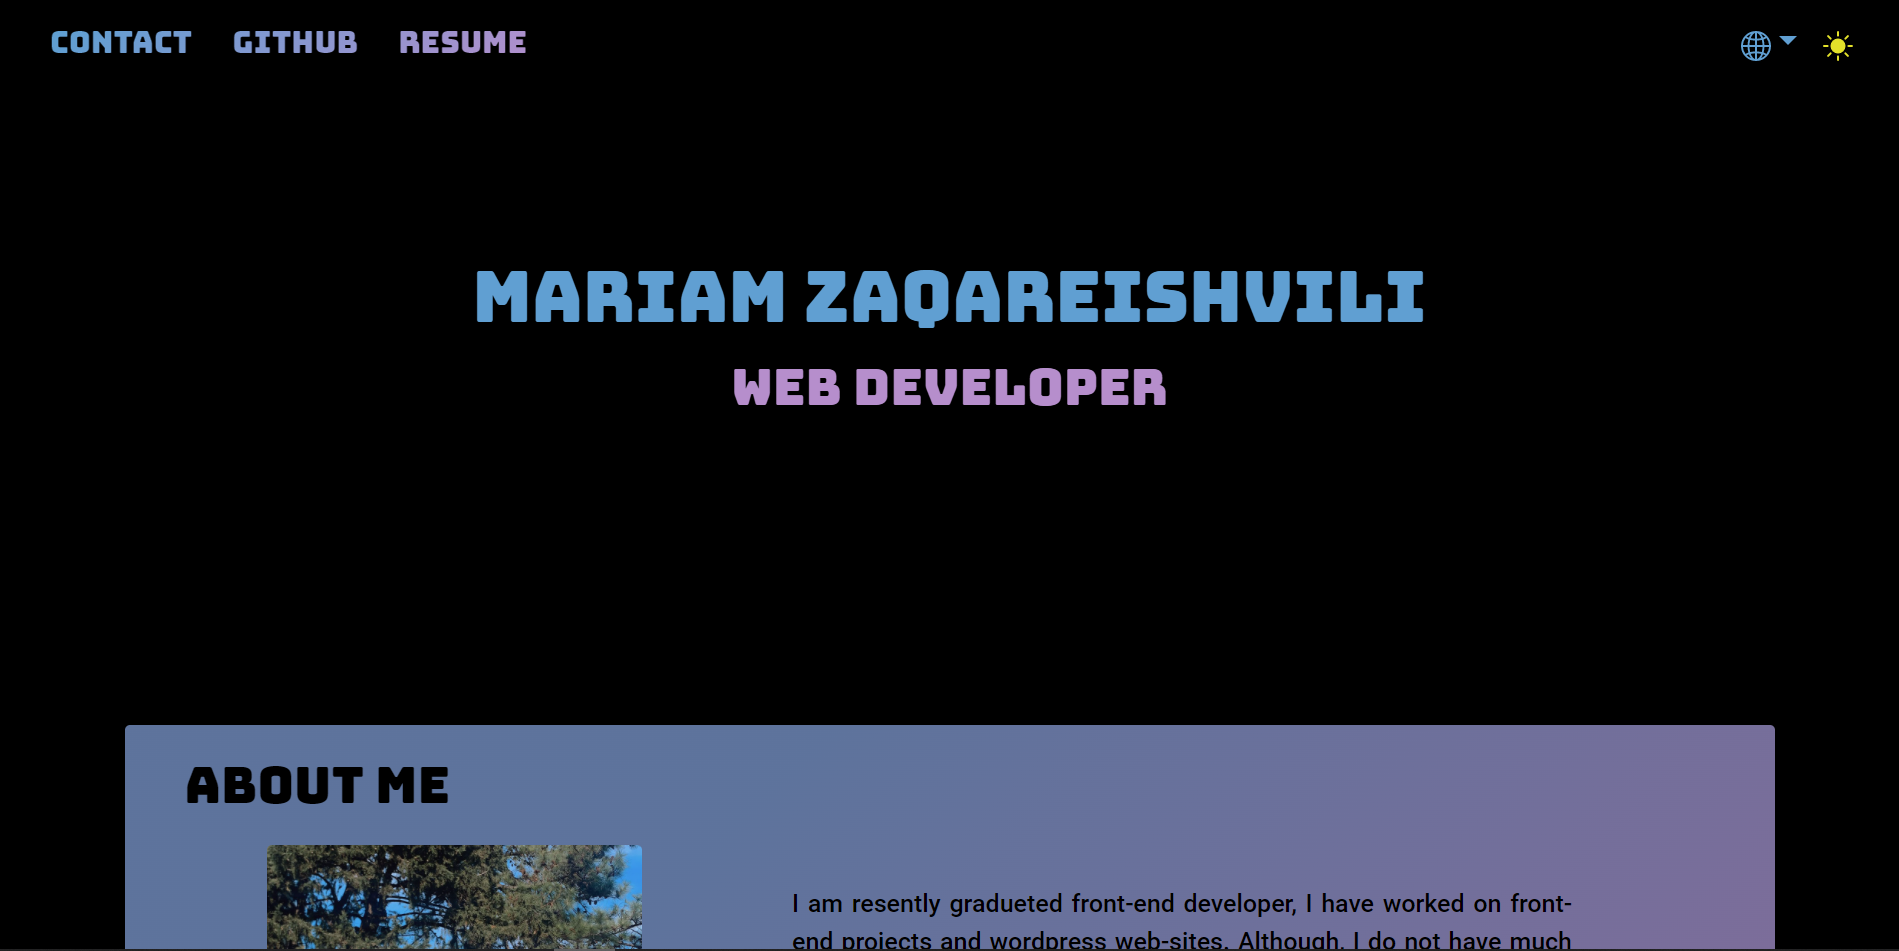 CONTACT GITHUB RESUME
MARIAM ZAQAREISHVILI
WEB DEVELOPER
ABOUT ME
I am resently gradueted front-end developer, I have worked on front-
end projects and wordpress web-sites. Although, I do not have much